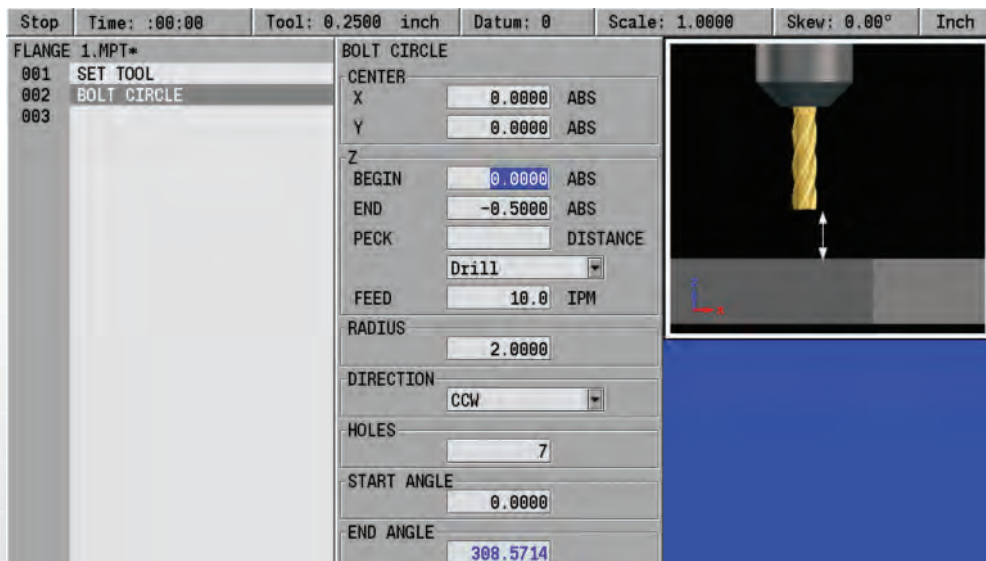 Stop Time: :00:00 Tool: 0.2500 inch Datum: 0 Scale: 1.0000 Skew: 0.00° Inch
FLANGE 1.MPT*
001 SET TOOL
002 BOLT CIRCLE
003
BOLT CIRCLE
CENTER
X 0.0000 ABS
Y 0.0000 ABS
Z
BEGIN 0.0000 ABS
END -0.5000 ABS
PECK DISTANCE
Drill
FEED 10.0 IPM
RADIUS
2.0000
DIRECTION
CCW
HOLES
7
START ANGLE
0.0000
END ANGLE
308.5714